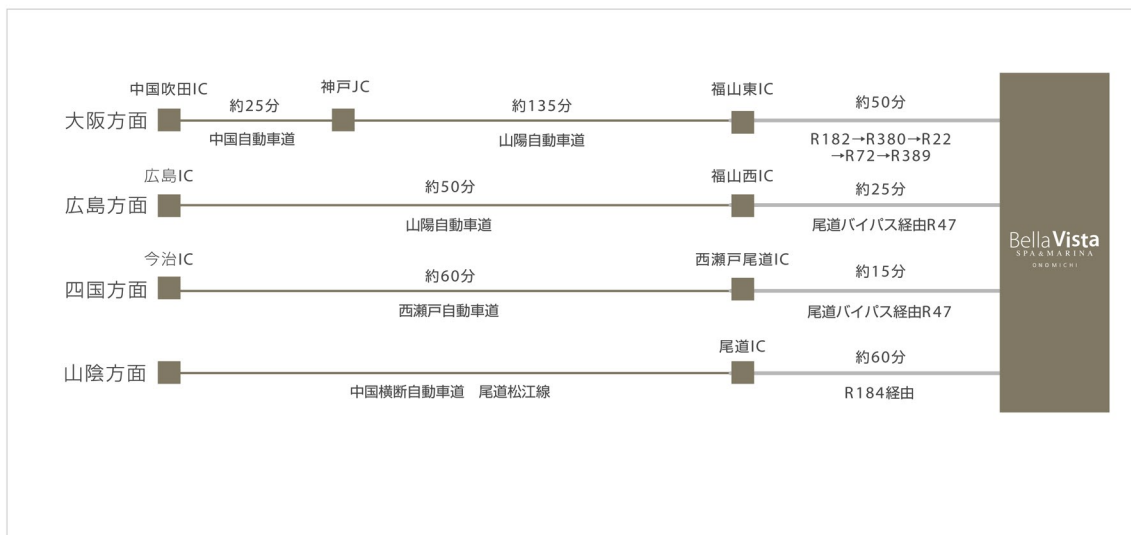 中国吹田IC
神戸JC
福山東IC
大阪方面
約25分
約135分
約50分
中国自動車道
山陽自動車道
R182→R380→R22
→R72→R389
広島IC
福山西IC
広島方面
約50分
約25分
山陽自動車道
尾道バイパス経由R47
今治IC
西瀬戸尾道IC
四国方面
約60分
約15分
西瀬戸自動車道
尾道バイパス経由R47
尾道IC
山陰方面
約60分
中国横断自動車道　尾道松江線
R184経由
Bella Vista
SPA&MARINA
ONOMICHI